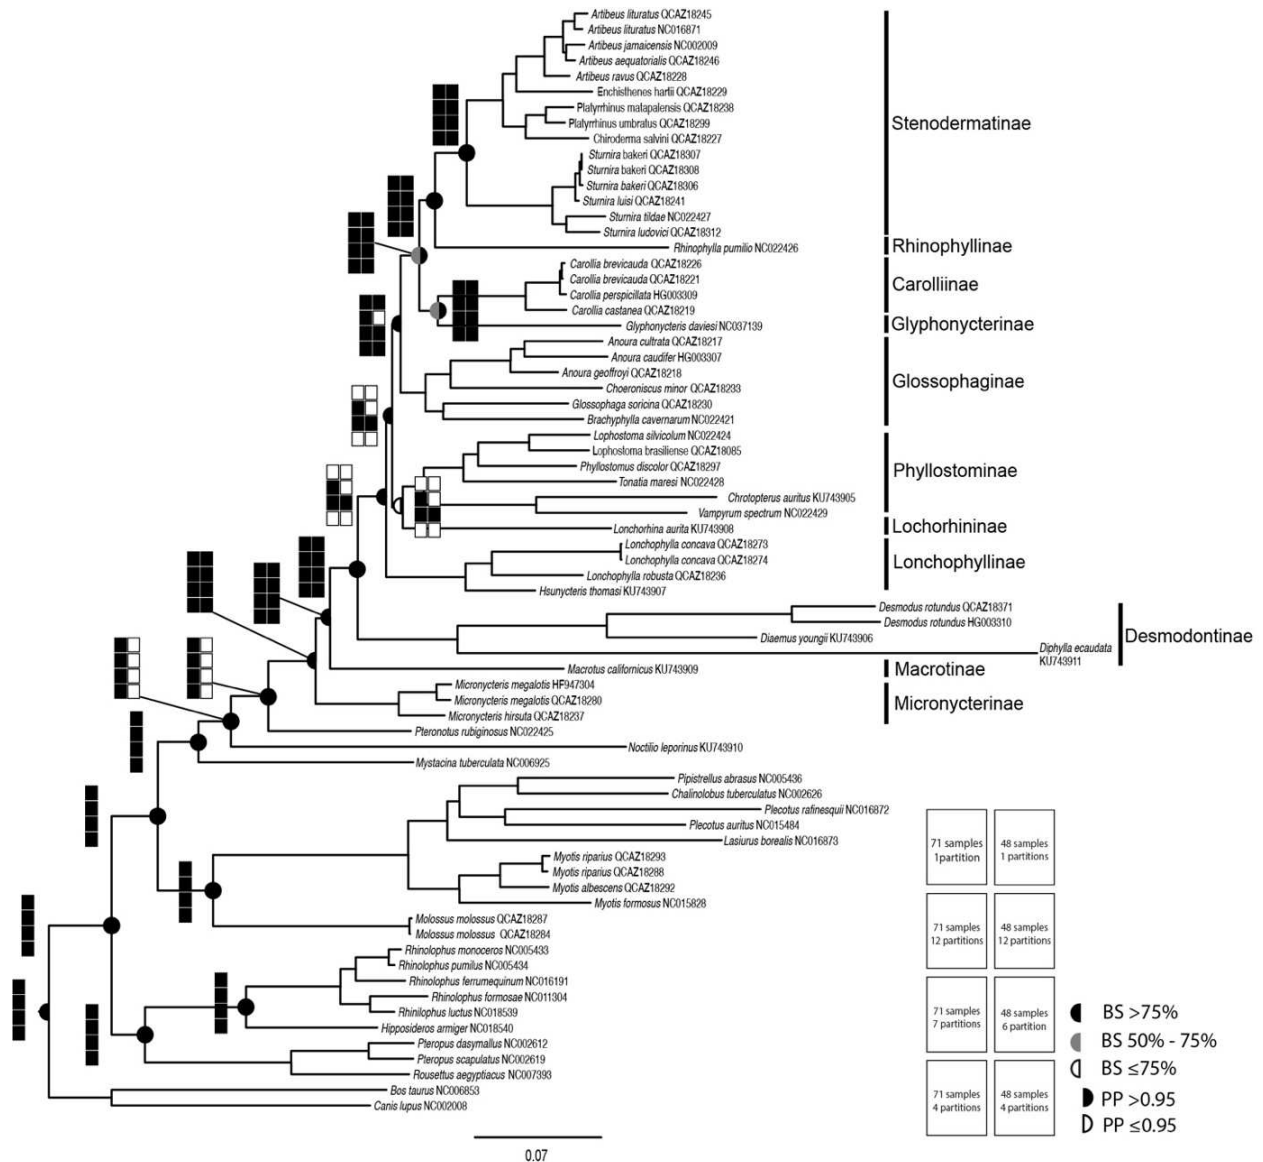 Artibeus lituratus QCAZ18245
Artibeus lituratus NC016871
Artibeus jamaicensis NC002009
Artibeus aequatorialis QCAZ18246
Artibeus ravus QCAZ18228
Enchisthenes hartii QCAZ18229
Platyrrhinus matapalensis QCAZ18238
Platyrrhinus umbratus QCAZ18299
Chiroderma salvini QCAZ18227
Sturnira bakeri QCAZ18307
Sturnira bakeri QCAZ18308
Sturnira bakeri QCAZ18306
Sturnira luisi QCAZ18241
Sturnira tildae NC022427
Sturnira ludovici QCAZ18312
Stenodermatinae
Rhinophylla pumilio NC022426
Rhinophyllinae
Carollia brevicauda QCAZ18226
Carollia brevicauda QCAZ18221
Carollia perspicillata HG003309
Carollia castanea QCAZ18219
Carolliinae
Glyphonycteris daviesi NC037139
Glyphonycterinae
Anoura cultrata QCAZ18217
Anoura caudifer HG003307
Anoura geoffroyi QCAZ18218
Choeroniscus minor QCAZ18233
Glossophaga soricina QCAZ18230
Brachyphylla cavernarum NC022421
Glossophaginae
Lophostoma silvicolum NC022424
Lophostoma brasiliense QCAZ18085
Phyllostomus discolor QCAZ18297
Tonatia maresi NC022428
Chrotopterus auritus KU743905
Vampyrum spectrum NC022429
Phyllostominae
Lonchorhina aurita KU743908
Lochorhininae
Lonchophylla concava QCAZ18273
Lonchophylla concava QCAZ18274
Lonchophylla robusta QCAZ18236
Hsunycteris thomasi KU743907
Lonchophyllinae
Desmodus rotundus QCAZ18371
Desmodus rotundus HG003310
Diaemus youngii KU743906
Diphylla ecaudata
KU743911
Desmodontinae
Macrotus californicus KU743909
Macrotinae
Micronycteris megalotis HF947304
Micronycteris megalotis QCAZ18280
Micronycteris hirsuta QCAZ18237
Micronycterinae
Pteronotus rubiginosus NC022425
Noctilio leporinus KU743910
Mystacina tuberculata NC006925
Pipistrellus abrasus NC005436
Chalinolobus tuberculatus NC002626
Plecotus rafinesquii NC016872
Plecotus auritus NC015484
Lasiurus borealis NC016873
Myotis riparius QCAZ18293
Myotis riparius QCAZ18288
Myotis albescens QCAZ18292
Myotis formosus NC015828
Molossus molossus QCAZ18287
Molossus molossus QCAZ18284
Rhinolophus monoceros NC005433
Rhinolophus pumilus NC005434
Rhinolophus ferrumequinum NC016191
Rhinolophus formosae NC011304
Rhinilophus luctus NC018539
Hipposideros armiger NC018540
Pteropus dasymallus NC002612
Pteropus scapulatus NC002619
Rousettus aegyptiacus NC007393
Bos taurus NC006853
Canis lupus NC002008
0.07
71 samples
1partition
48 samples
1 partitions
71 samples
12 partitions
48 samples
12 partitions
71 samples
7 partitions
48 samples
6 partition
71 samples
4 partitions
48 samples
4 partitions
BS >75%
BS 50% - 75%
BS ≤75%
PP >0.95
PP ≤0.95